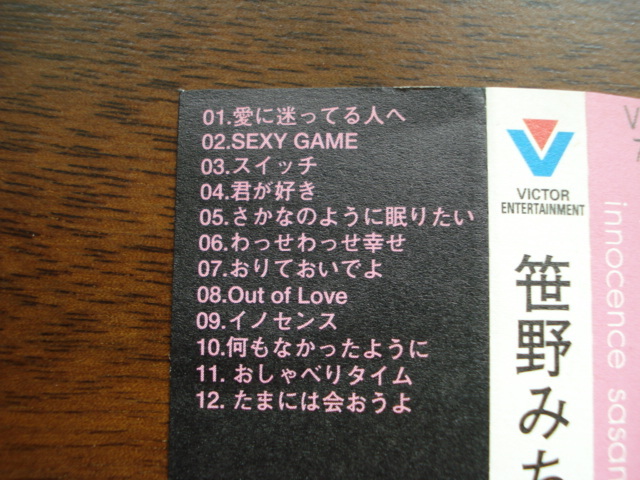 01.愛に迷ってる人へ
02.SEXY GAME
03.スイッチ
04.君が好き
05.さかなのように眠りたい
06.わっせわっせ幸せ
07.おりておいでよ
08.Out of Love
09.イノセンス
10.何もなかったように
11. おしゃべりタイム
12. たまには会おうよ
VICTOR
ENTERTAINMENT
笹野みち
innocence sasan
V
7